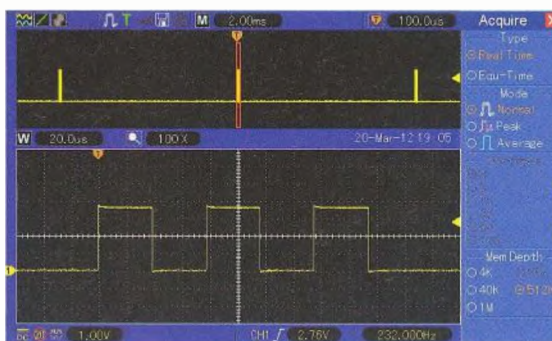 T M 2.00ms T 100.0us Acquire
Type
Real Time
Equ-Time
Mode
Normal
Peak
Average
W 20.0us 100X 20-Mar-12 19:05
Mem Depth
4K
40K 512K
1M
1.00V CH1 2.76V 232.000Hz